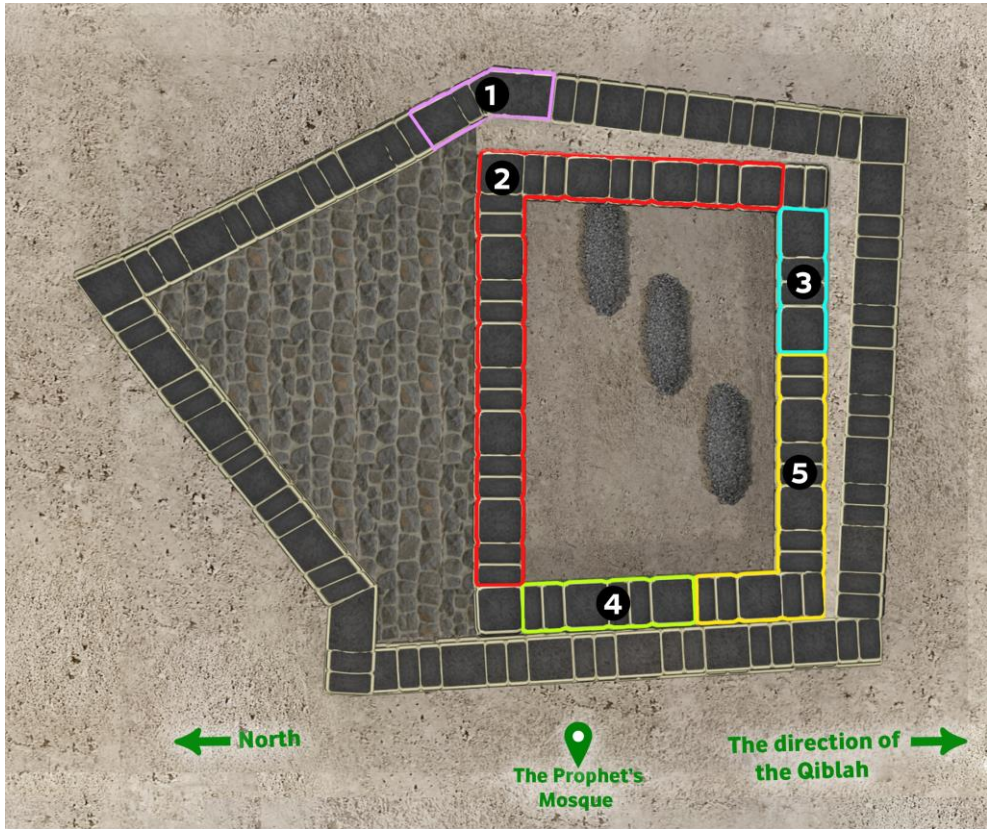 1
2
3
4
5
North
The Prophet's
Mosque
The direction of
the Qiblah